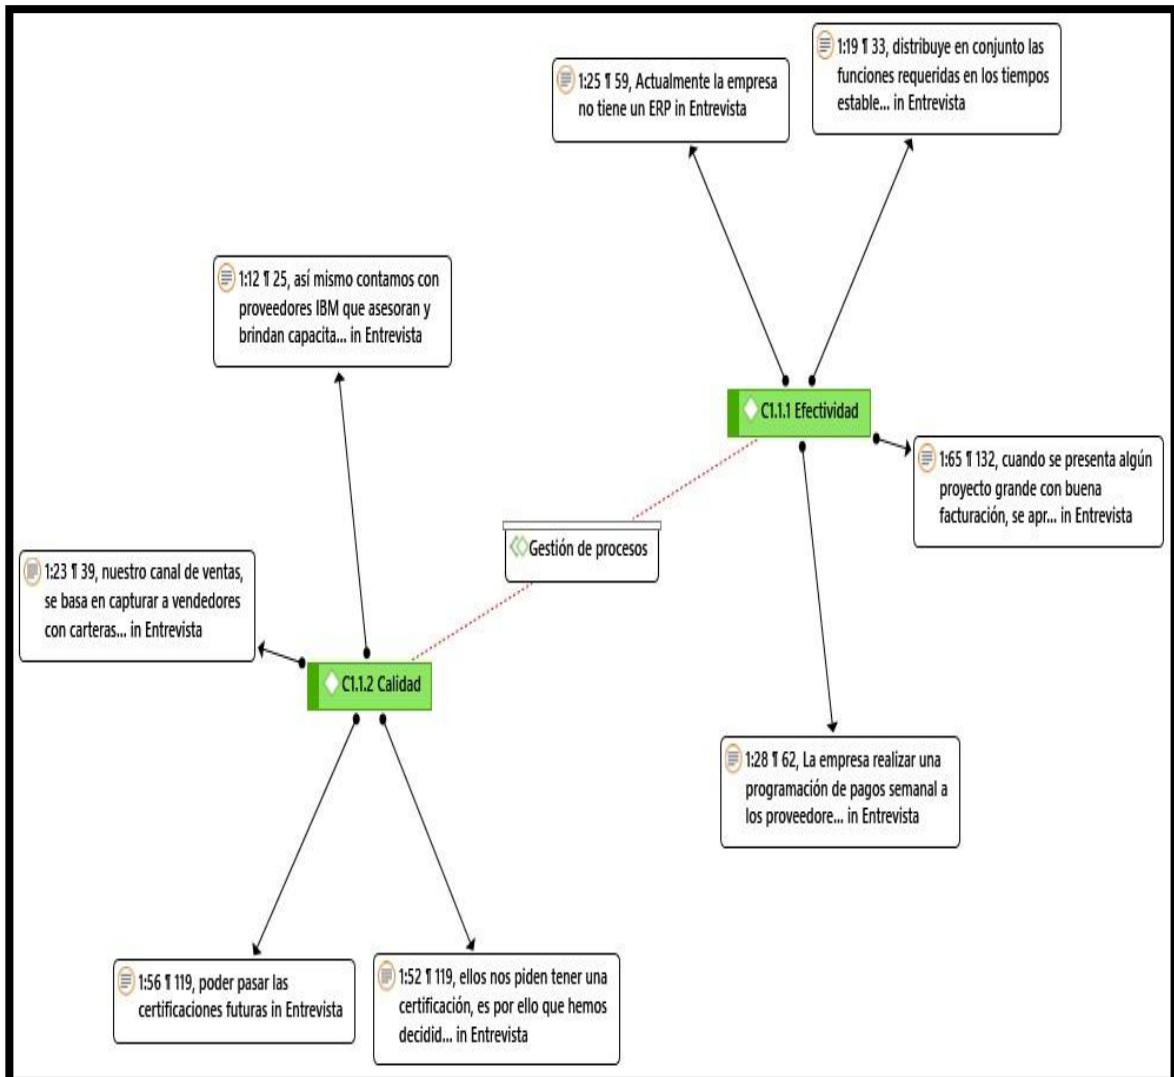 1:19 ¶ 33, distribuye en conjunto las
funciones requeridas en los tiempos
estable... in Entrevista
1:25 ¶ 59, Actualmente la empresa
no tiene un ERP in Entrevista
1:12 ¶ 25, así mismo contamos con
proveedores IBM que asesoran y
brindan capacita... in Entrevista
C1.1.1 Efectividad
1:65 ¶ 132, cuando se presenta algún
proyecto grande con buena
facturación, se apr... in Entrevista
Gestión de procesos
1:23 ¶ 39, nuestro canal de ventas,
se basa en capturar a vendedores
con carteras... in Entrevista
C1.1.2 Calidad
1:28 ¶ 62, La empresa realizar una
programación de pagos semanal a
los proveedore... in Entrevista
1:56 ¶ 119, poder pasar las
certificaciones futuras in Entrevista
1:52 ¶ 119, ellos nos piden tener una
certificación, es por ello que hemos
decidid... in Entrevista